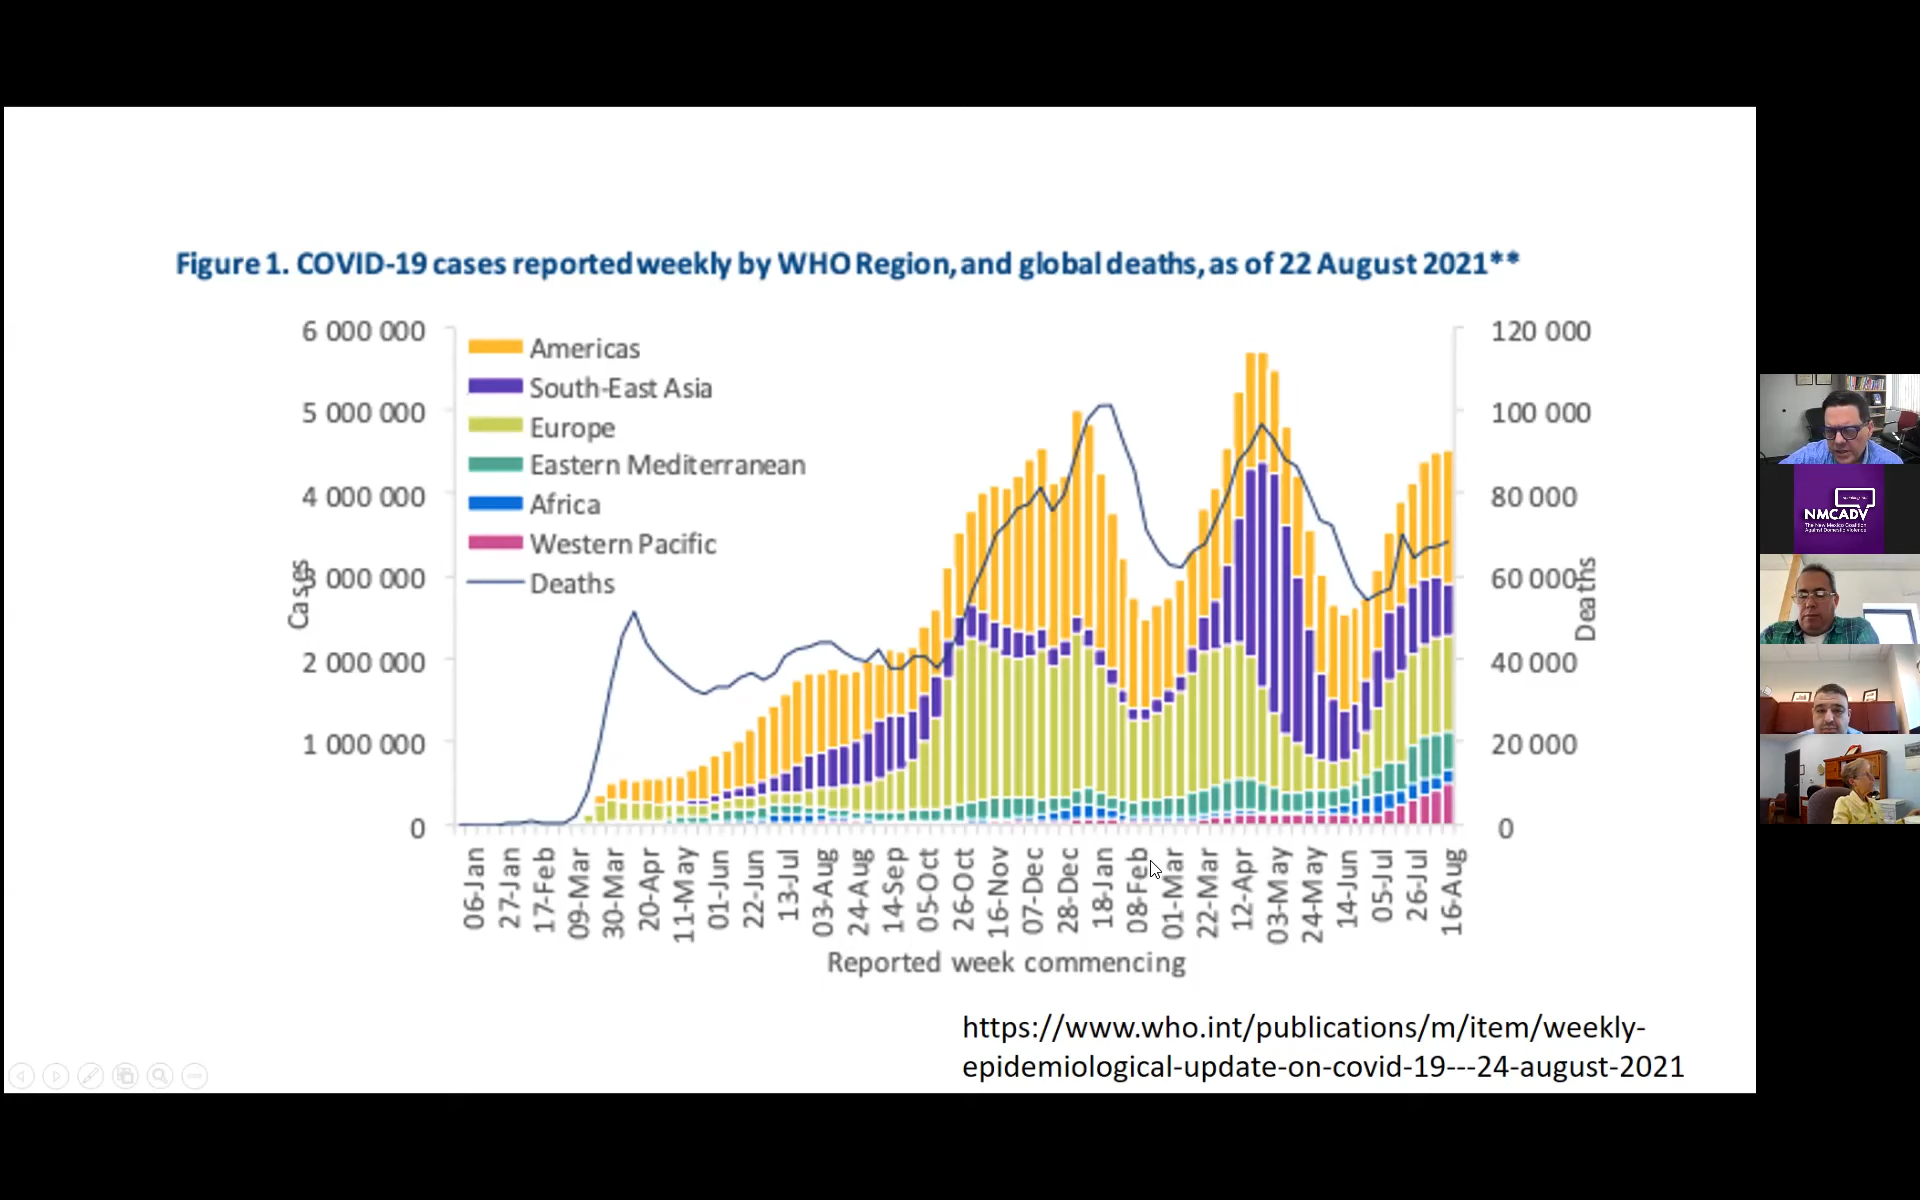 Figure 1. COVID-19 cases reported weekly by WHO Region, and global deaths, as of 22 August 2021**
6 000 000
5 000 000
4 000 000
3 000 000
2 000 000
1 000 000
0
Cases
Americas
South-East Asia
Europe
Eastern Mediterranean
Africa
Western Pacific
Deaths
120 000
100 000
80 000
60 000
40 000
20 000
0
Deaths
06-Jan
27-Jan
17-Feb
09-Mar
30-Mar
20-Apr
11-May
01-Jun
22-Jun
13-Jul
03-Aug
24-Aug
14-Sep
05-Oct
26-Oct
16-Nov
07-Dec
28-Dec
18-Jan
08-Feb
01-Mar
22-Mar
12-Apr
03-May
24-May
14-Jun
05-Jul
26-Jul
16-Aug
Reported week commencing
https://www.who.int/publications/m/item/weekly-
epidemiological-update-on-covid-19---24-august-2021
NMCADV
The New Mexico Coalition
Against Domestic Violence